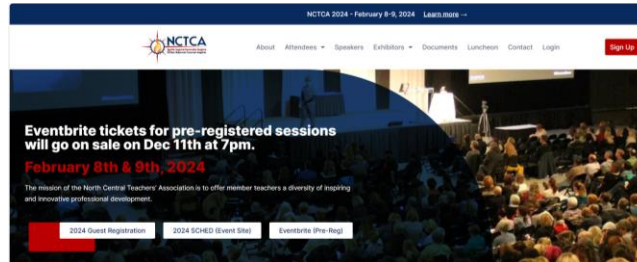 NCTCA 2024 - February 8-9, 2024 Learn more →
NCTCA
About Attendees Speakers Exhibitors Documents Luncheon Contact Login Sign Up
Eventbrite tickets for pre-registered sessions
will go on sale on Dec 11th at 7pm.
February 8th & 9th, 2024
The mission of the North Central Teachers' Association is to offer member teachers a diversity of inspiring
and innovative professional development.
2024 Guest Registration 2024 SCHED (Event Site) Eventbrite (Pre-Reg)